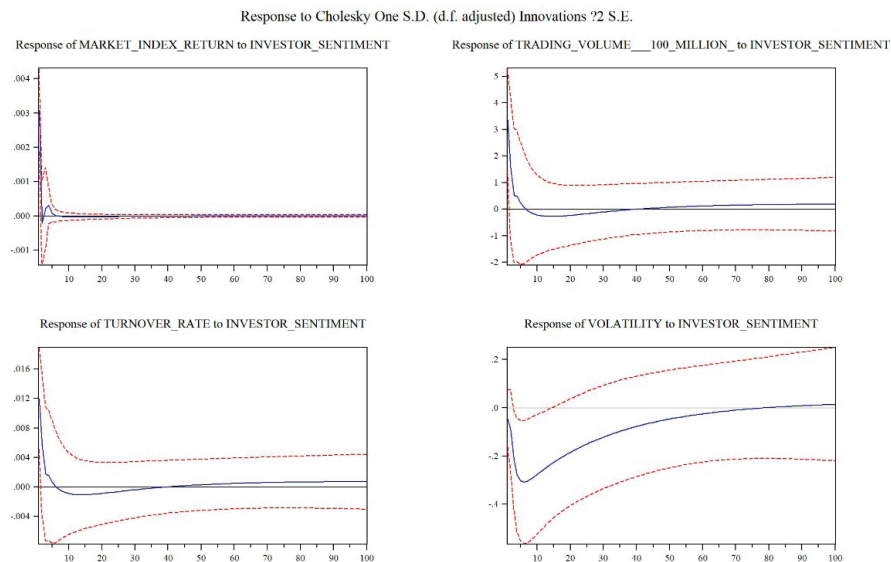 Response to Cholesky One S.D. (d.f. adjusted) Innovations ?2 S.E.
Response of MARKET_INDEX_RETURN to INVESTOR_SENTIMENT
.004
.003
.002
.001
.000
-.001
10 20 30 40 50 60 70 80 90 100
Response of TRADING_VOLUME___100_MILLION_ to INVESTOR_SENTIMENT
5
4
3
2
1
0
-1
-2
10 20 30 40 50 60 70 80 90 100
Response of TURNOVER_RATE to INVESTOR_SENTIMENT
.016
.012
.008
.004
.000
-.004
10 20 30 40 50 60 70 80 90 100
Response of VOLATILITY to INVESTOR_SENTIMENT
.2
.0
-.2
-.4
10 20 30 40 50 60 70 80 90 100